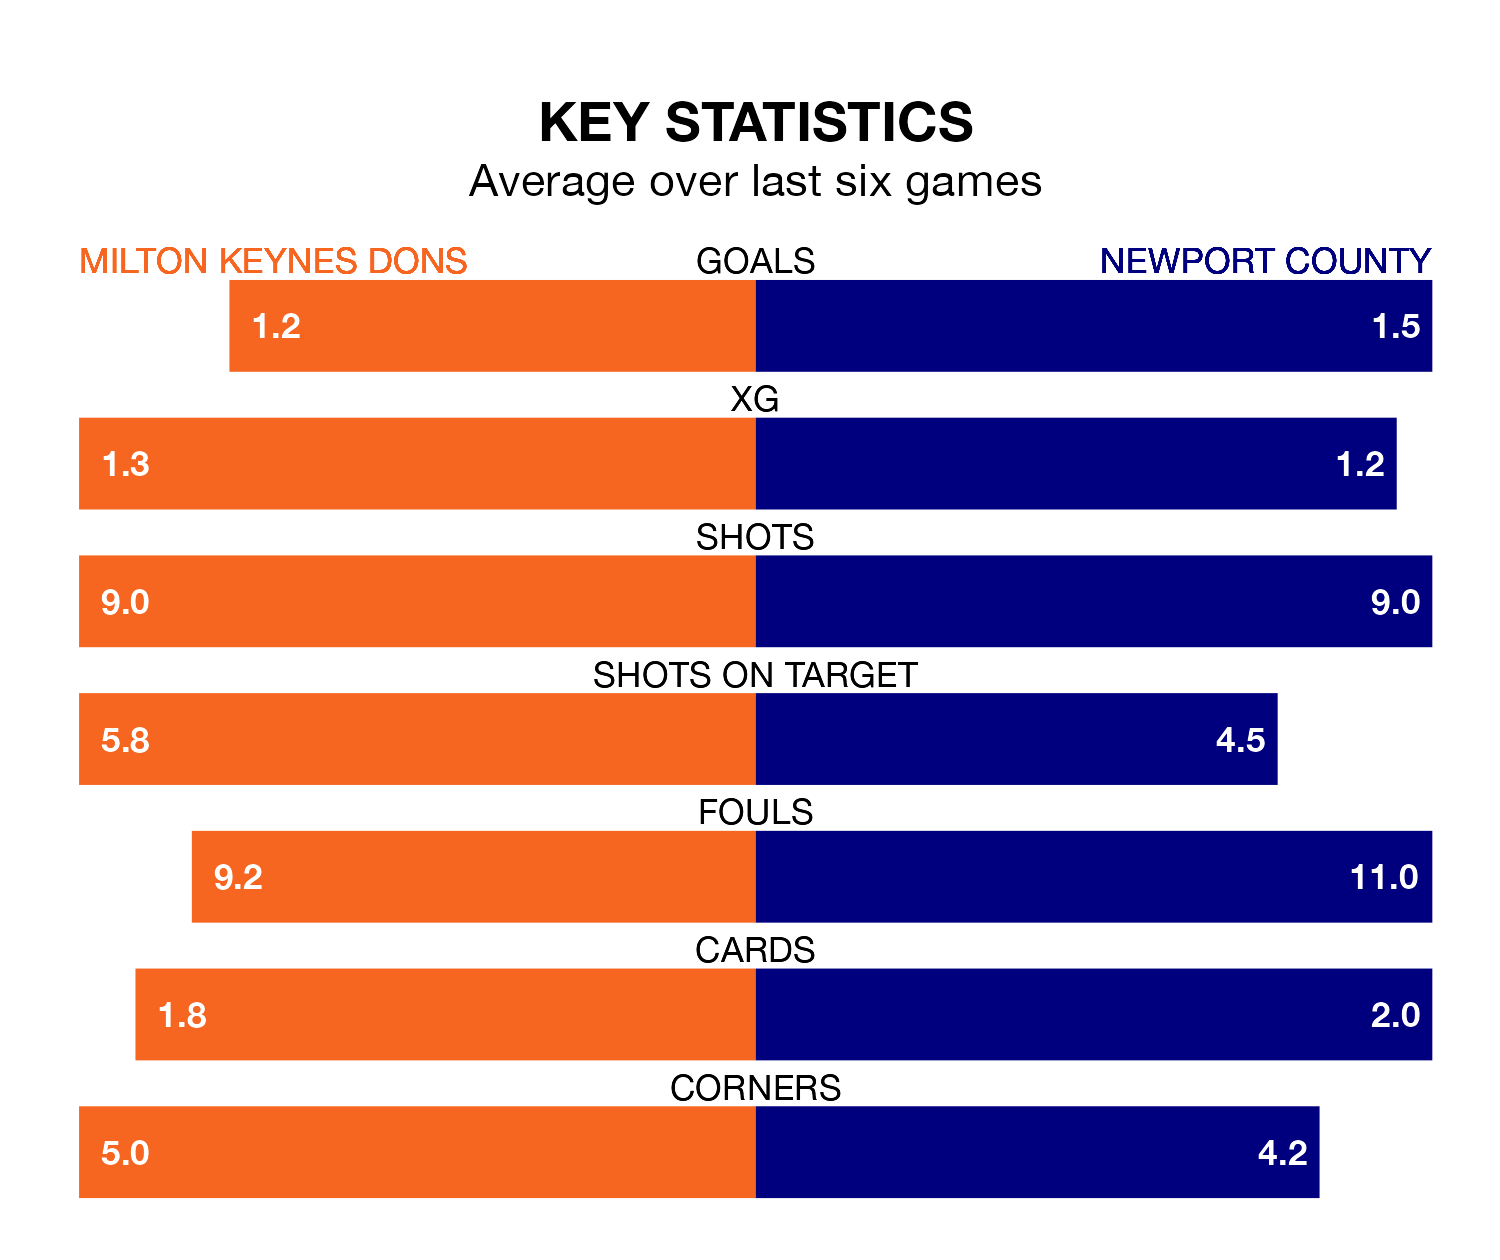 KEY STATISTICS
Average over last six games
MILTON KEYNES DONS GOALS NEWPORT COUNTY
1.2 1.5
XG
1.3 1.2
SHOTS
9.0 9.0
SHOTS ON TARGET
5.8 4.5
FOULS
9.2 11.0
CARDS
1.8 2.0
CORNERS
5.0 4.2